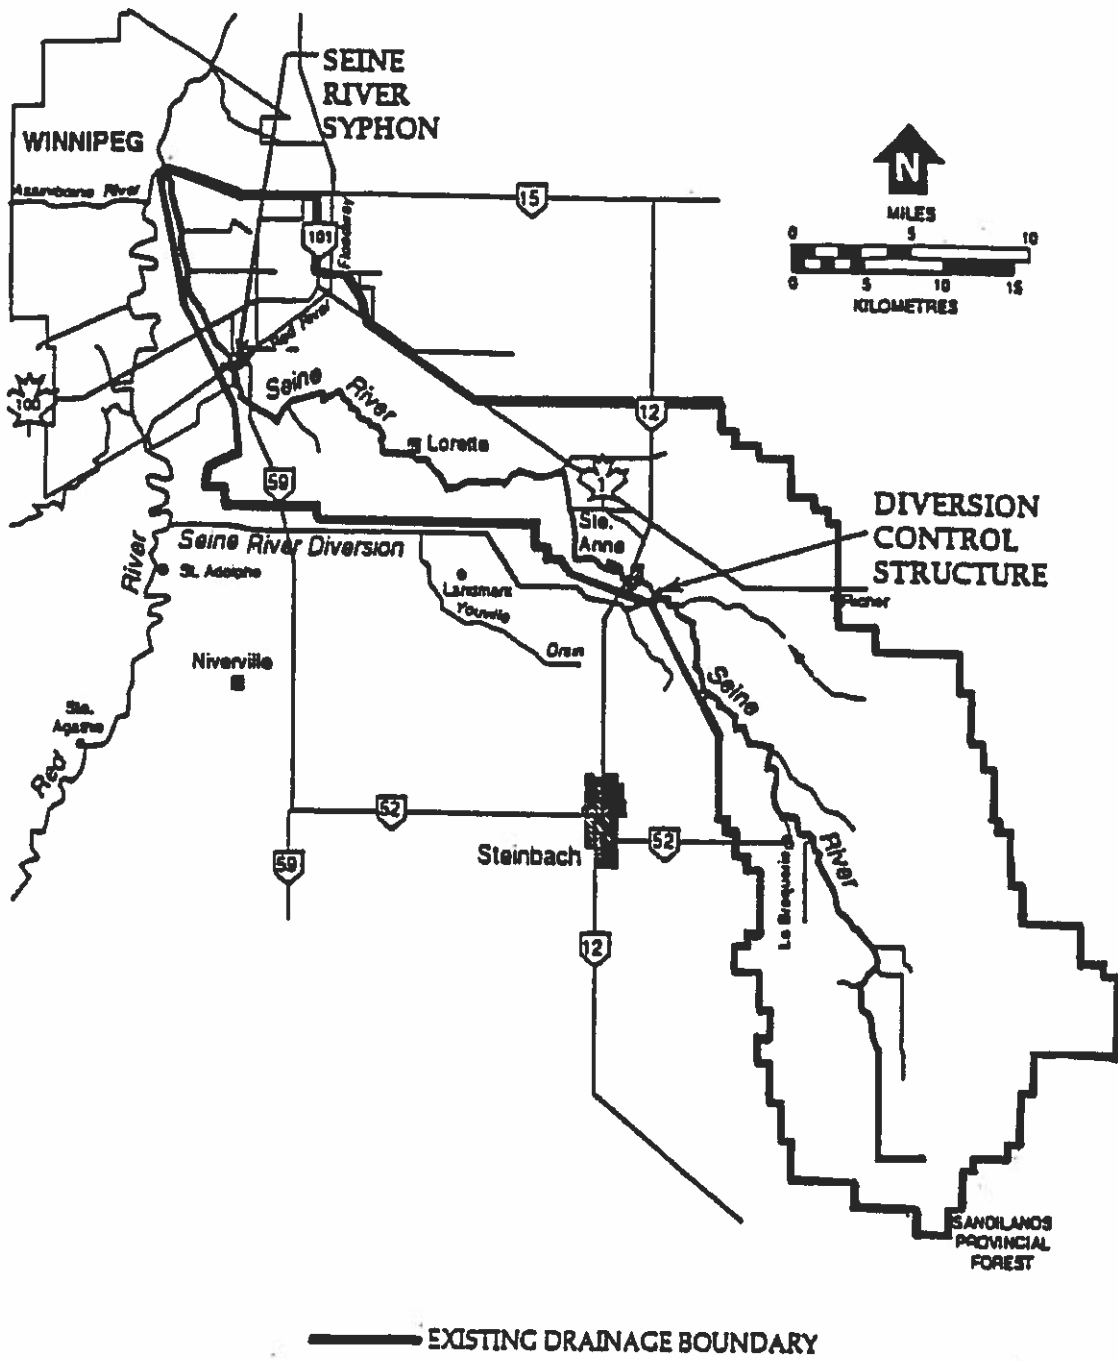 SEINE
RIVER
SYPHON
WINNIPEG
Assiniboine River
N
MILES
0 5 10
0 5 10 15
KILOMETRES
15
101
Floodway
Red River
Seine River
100
12
Lorette
59
1
Ste.
Anne
DIVERSION
CONTROL
STRUCTURE
Seine River Diversion
St. Adolphe
River
Landmark
Youville
Drain
Richer
Niverville
Seine
Ste.
Agathe
Red
52
Steinbach
52
59
La Broquerie
River
12
SANDILANDS
PROVINCIAL
FOREST
EXISTING DRAINAGE BOUNDARY